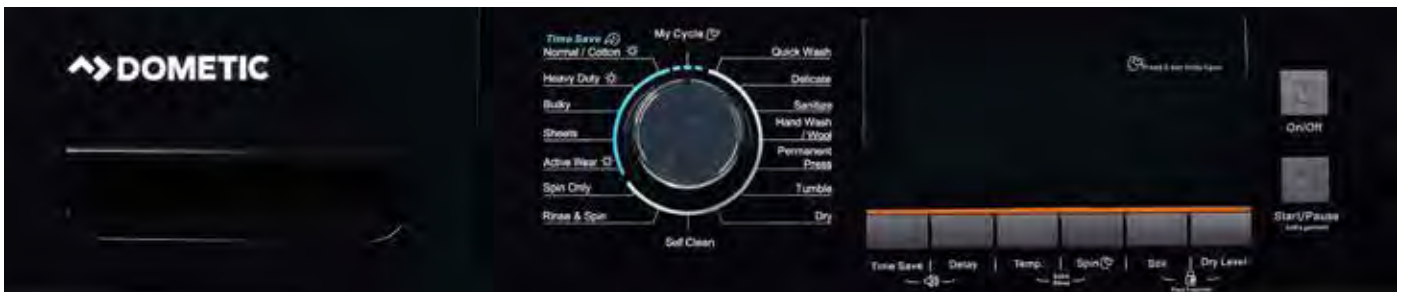 DOMETIC
Time Save
Normal / Cotton
Heavy Duty
Bulky
Sheets
Active Wear
Spin Only
Rinse & Spin
My Cycle
Quick Wash
Delicate
Sanitize
Hand Wash
/ Wool
Permanent
Press
Tumble
Dry
Self Clean
On/Off
Start/Pause
Time Save
Delay
Temp.
Spin
Soil
Dry Level